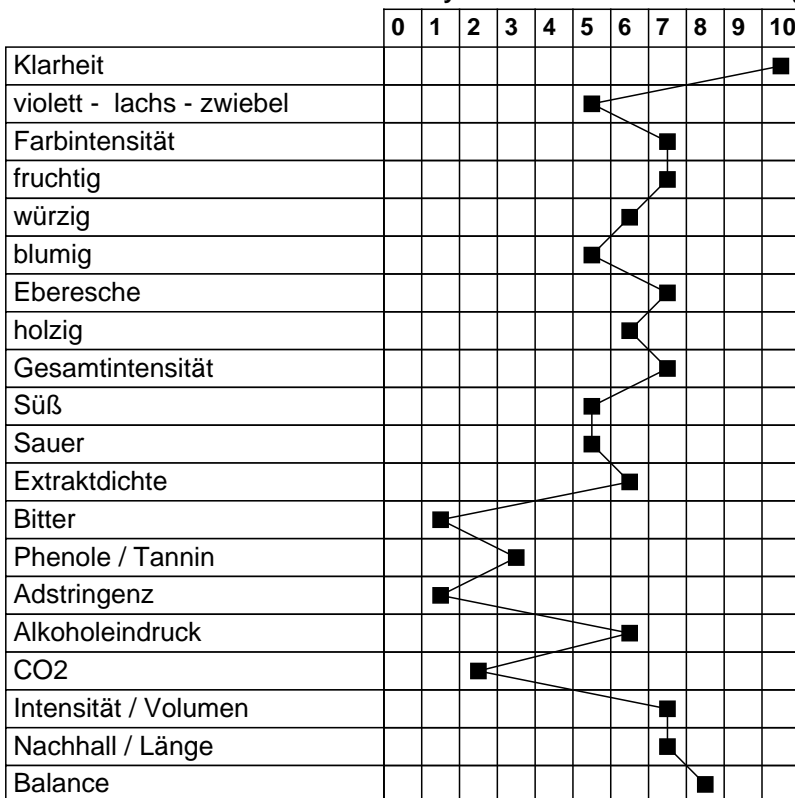 0 1 2 3 4 5 6 7 8 9 10
Klarheit
violett - lachs - zwiebel
Farbintensität
fruchtig
würzig
blumig
Eberesche
holzig
Gesamtintensität
Süß
Sauer
Extraktdichte
Bitter
Phenole / Tannin
Adstringenz
Alkoholeindruck
CO2
Intensität / Volumen
Nachhall / Länge
Balance